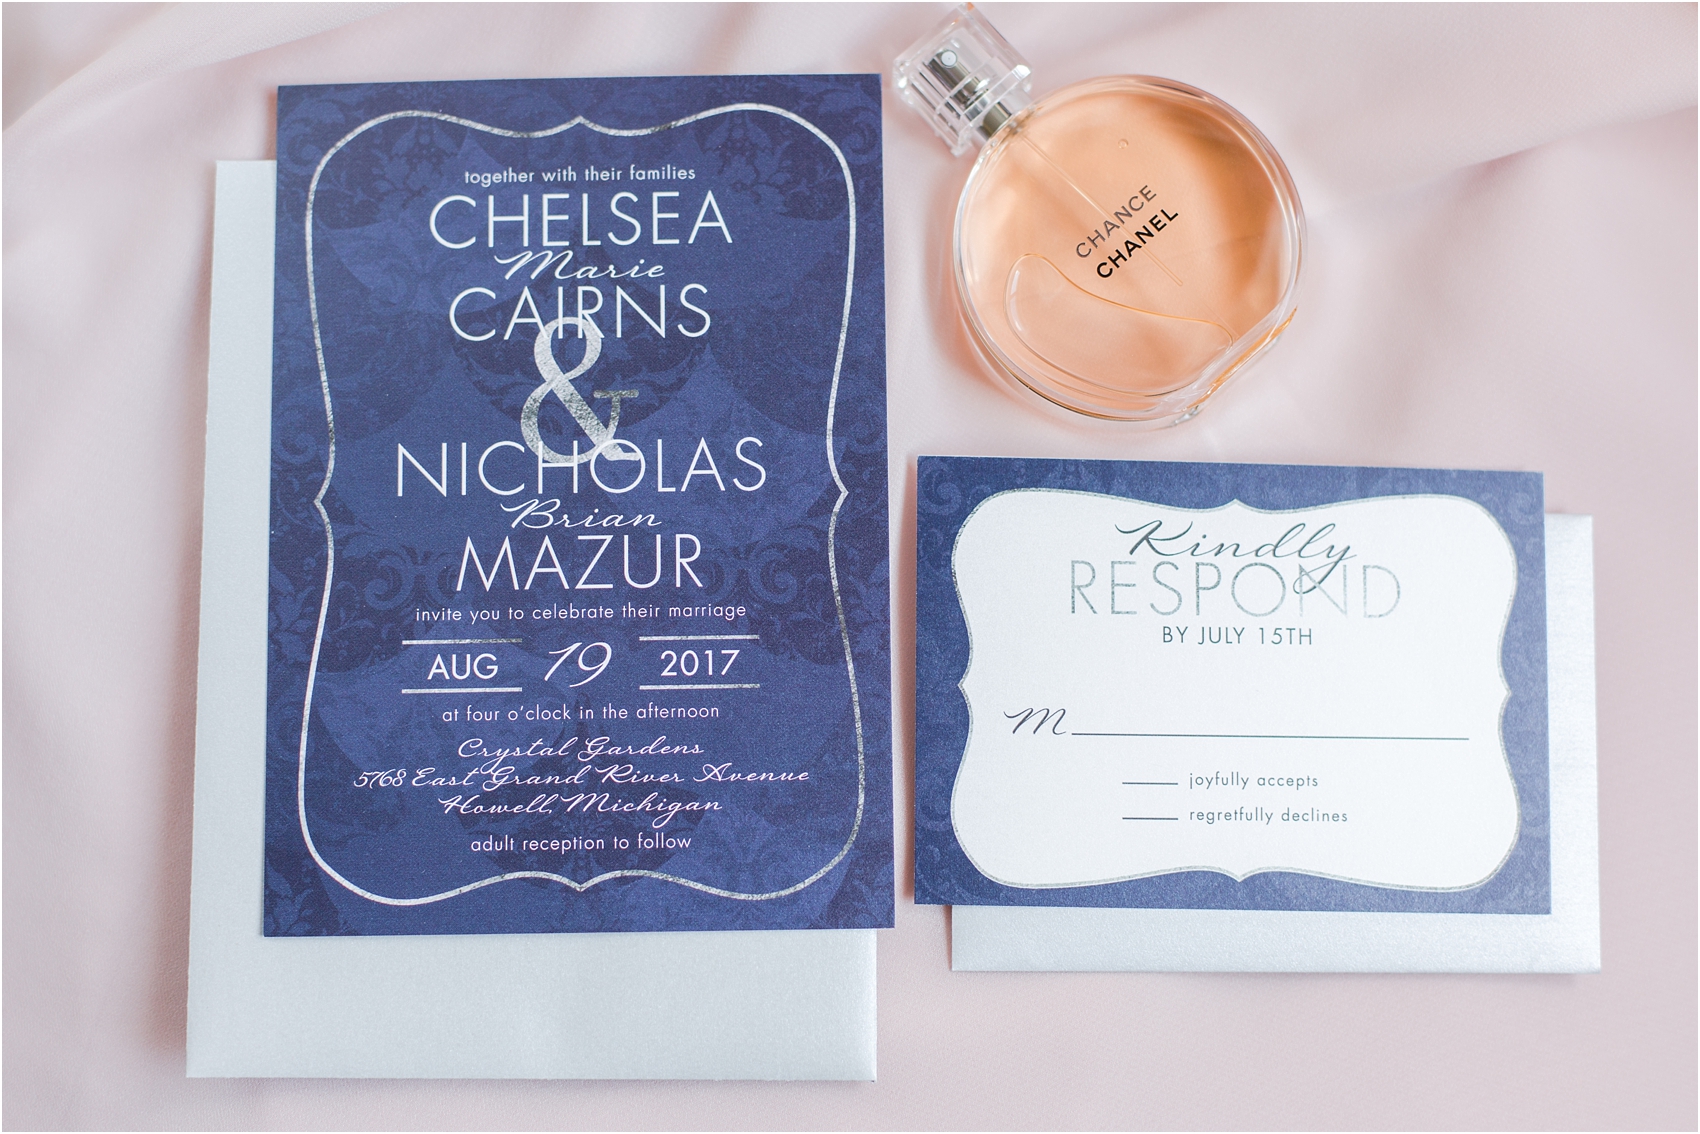 together with their families
CHELSEA
Marie
CAIRNS
&
NICHOLAS
Brian
MAZUR
invite you to celebrate their marriage
AUG 19 2017
at four o'clock in the afternoon
Crystal Gardens
5768 East Grand River Avenue
Howell, Michigan
adult reception to follow
CHANCE
CHANEL
Kindly
RESPOND
BY JULY 15TH
M
joyfully accepts
regretfully declines